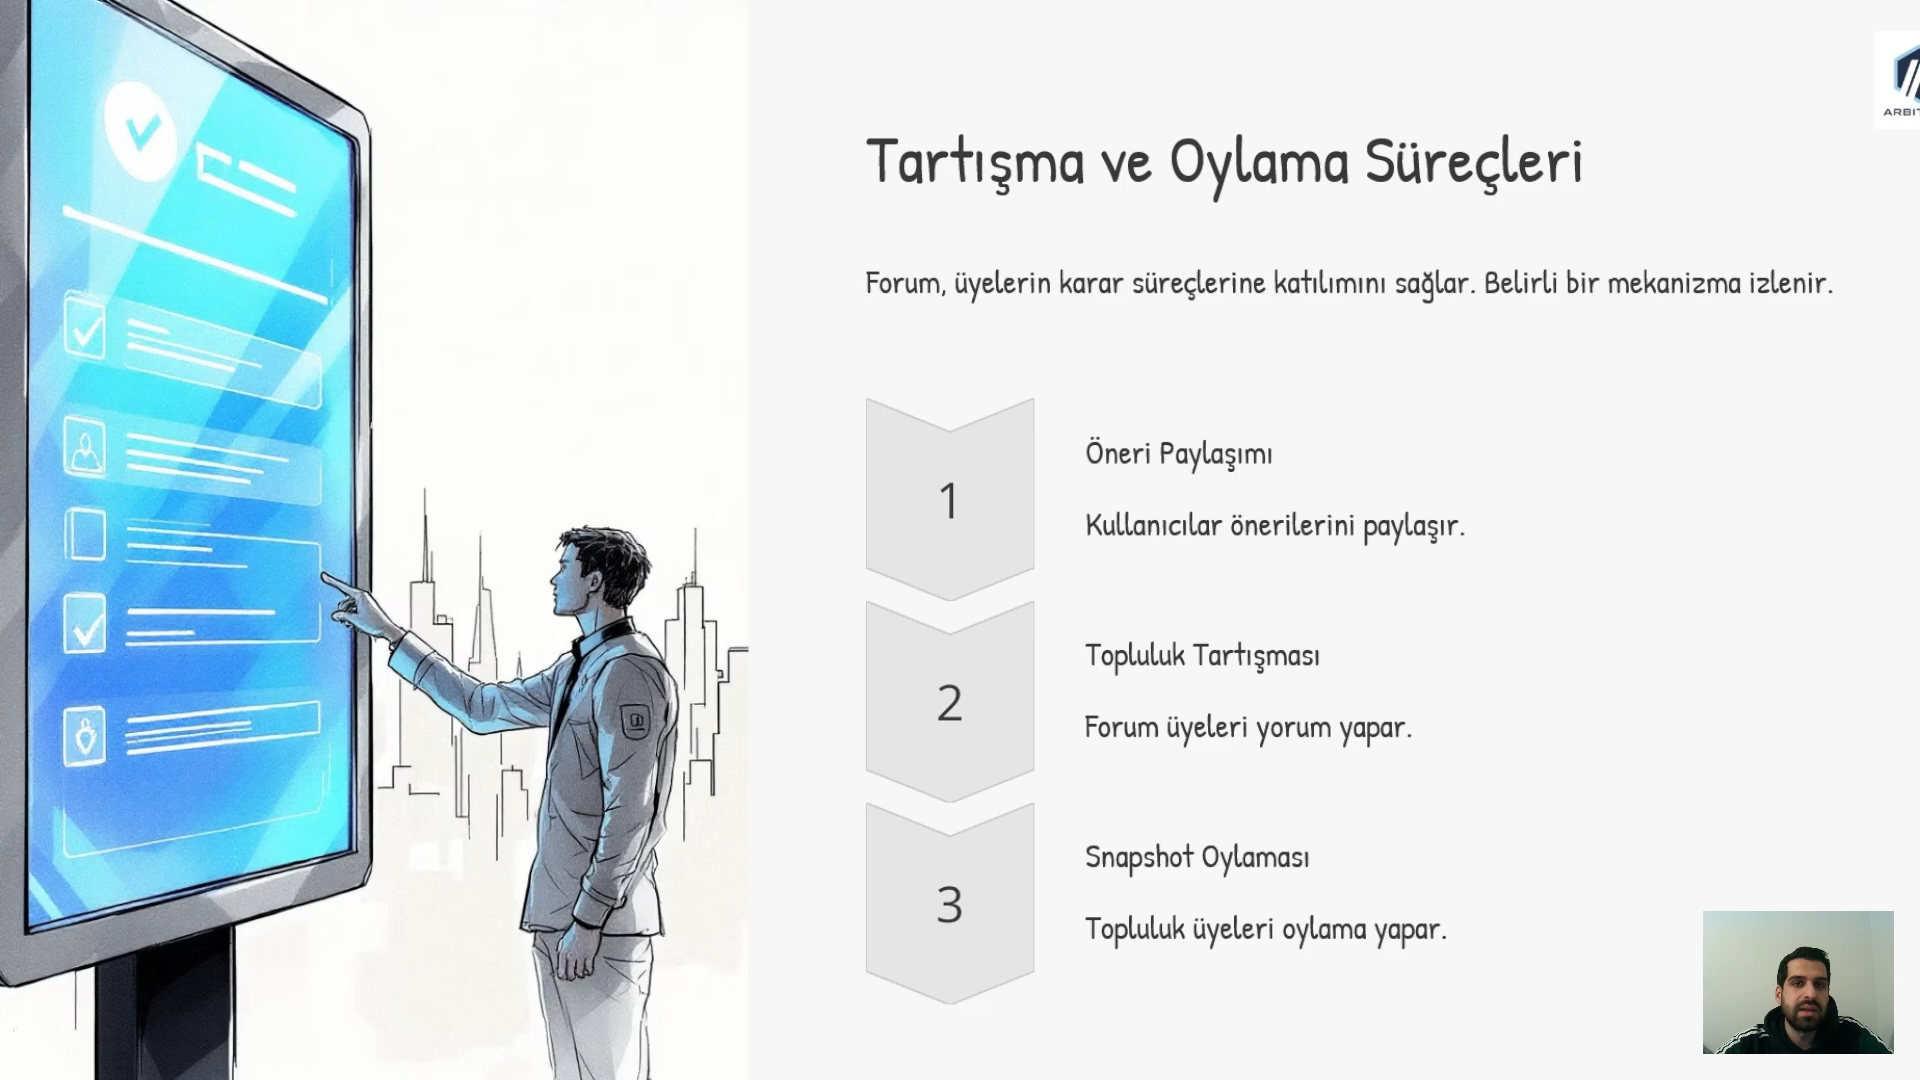 Tartışma ve Oylama Süreçleri
Forum, üyelerin karar süreçlerine katılımını sağlar. Belirli bir mekanizma izlenir.
1
Öneri Paylaşımı
Kullanıcılar önerilerini paylaşır.
2
Topluluk Tartışması
Forum üyeleri yorum yapar.
3
Snapshot Oylaması
Topluluk üyeleri oylama yapar.